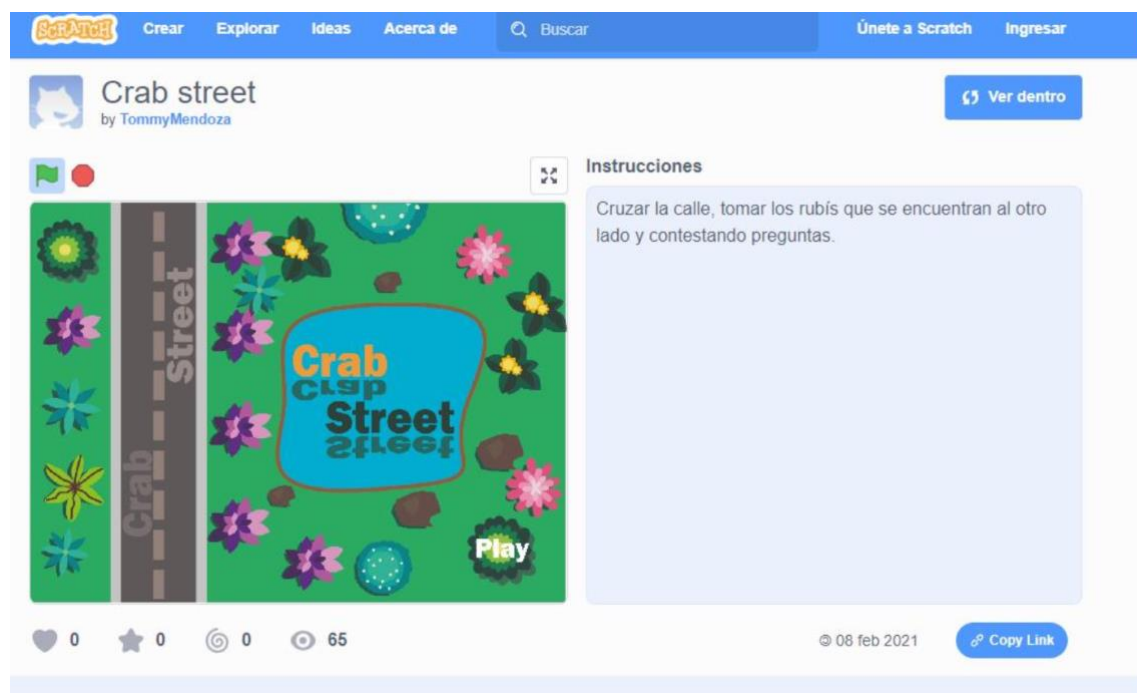 SCRATCH Crear Explorar Ideas Acerca de Buscar Únete a Scratch Ingresar
Crab street
by TommyMendoza
Ver dentro
Instrucciones
Cruzar la calle, tomar los rubís que se encuentran al otro
lado y contestando preguntas.
Crab Street
Crab
Crab
Street
Street
Play
0 0 0 65
© 08 feb 2021 Copy Link